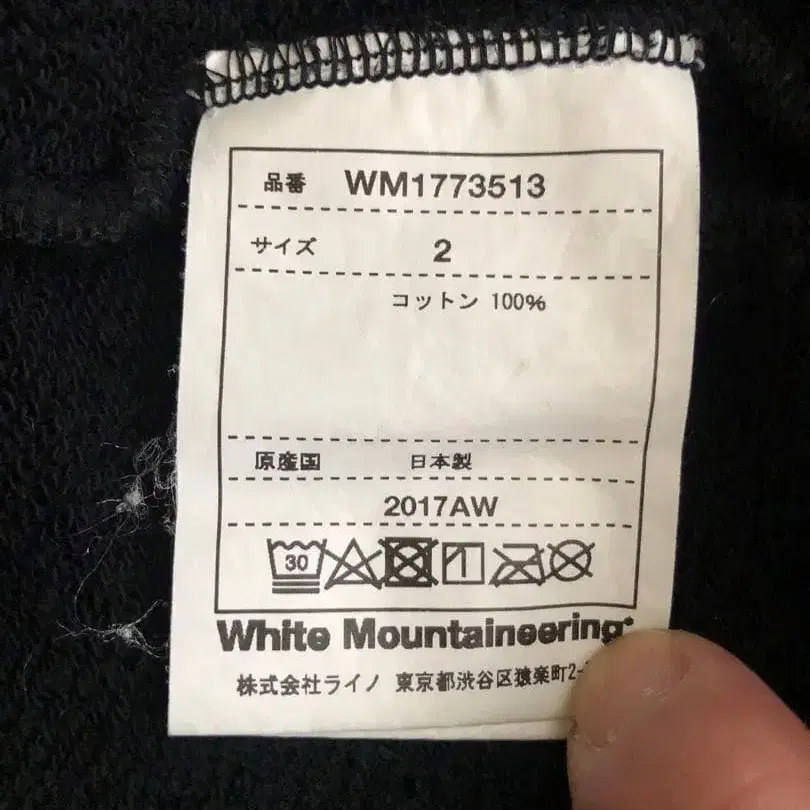 品番 WM1773513
サイズ 2
コットン 100%
原産国 日本製
2017AW
30
White Mountaineering
株式会社ライノ 東京都渋谷区猿楽町2-